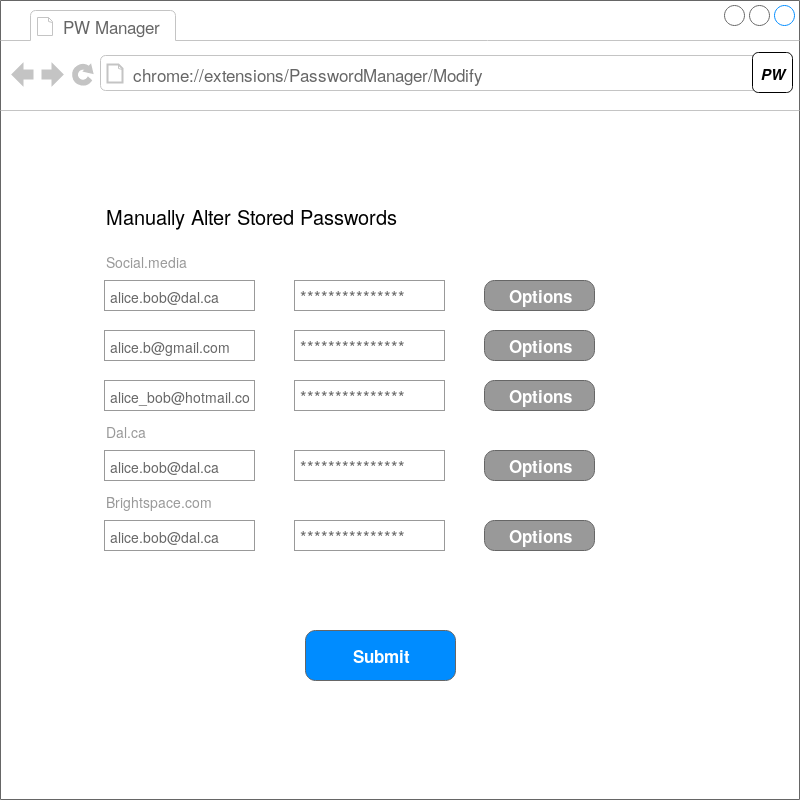 PW Manager
chrome://extensions/PasswordManager/Modify
PW
Manually Alter Stored Passwords
Social.media
alice.bob@dal.ca *************** Options
alice.b@gmail.com *************** Options
alice_bob@hotmail.co *************** Options
Dal.ca
alice.bob@dal.ca *************** Options
Brightspace.com
alice.bob@dal.ca *************** Options
Submit